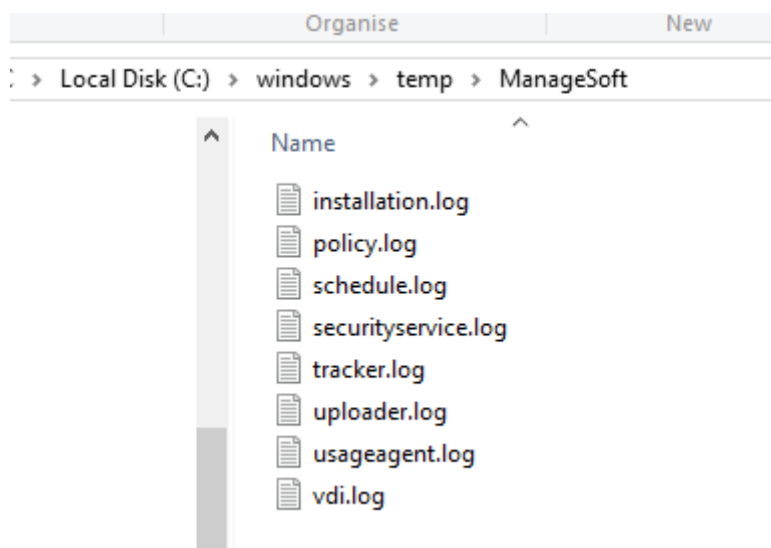 Organise New
> Local Disk (C:) > windows > temp > ManageSoft
Name
installation.log
policy.log
schedule.log
securityservice.log
tracker.log
uploader.log
usageagent.log
vdi.log